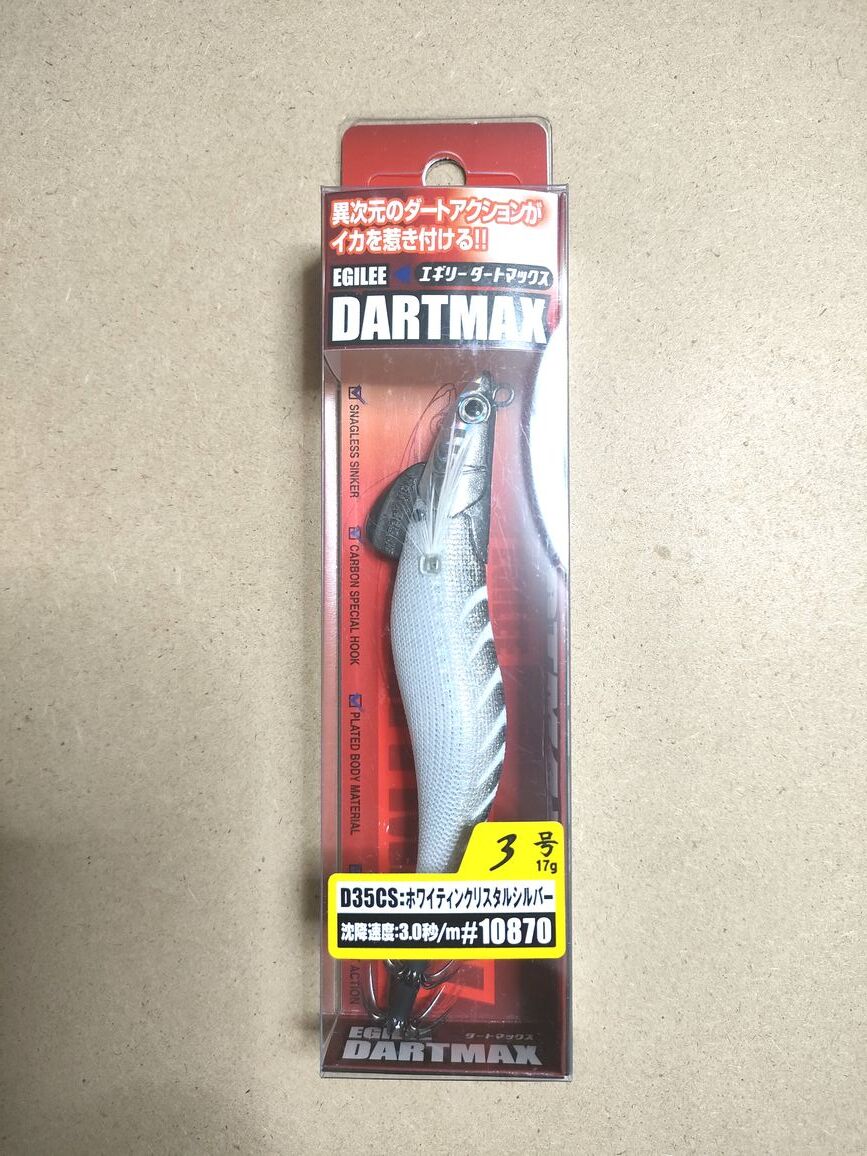 異次元のダートアクションが
イカを惹き付ける!!
EGILEE
エギリーダートマックス
DARTMAX
SNAGLESS SINKER
CARBON SPECIAL HOOK
PLATED BODY MATERIAL
3号
17g
D35CS:ホワイティンクリスタルシルバー
沈降速度:3.0秒/m#10870
ACTION
EGILEE
ダートマックス
DARTMAX